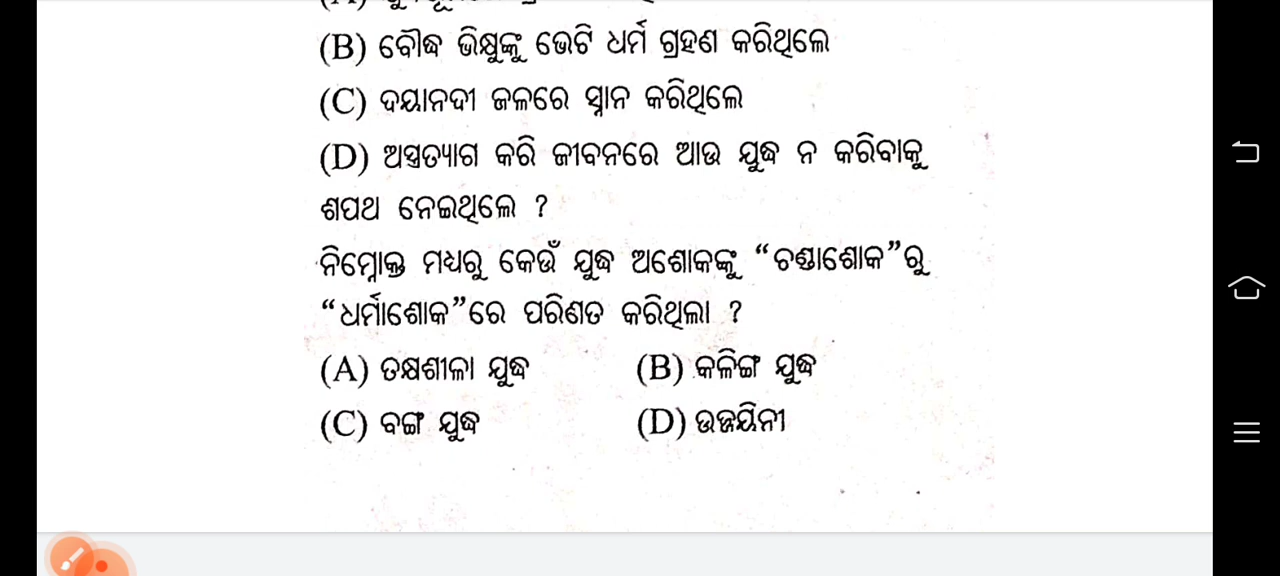 (B) ବୌଦ୍ଧ ଭିକ୍ଷୁଙ୍କୁ ଭେଟି ଧର୍ମ ଗ୍ରହଣ କରିଥିଲେ
(C) ଦୟାନଦୀ ଜଳରେ ସ୍ନାନ କରିଥିଲେ
(D) ଅସ୍ତ୍ରତ୍ୟାଗ କରି ଜୀବନରେ ଆଉ ଯୁଦ୍ଧ ନ କରିବାକୁ
ଶପଥ ନେଇଥିଲେ ?
ନିମ୍ନୋକ୍ତ ମଧ୍ୟରୁ କେଉଁ ଯୁଦ୍ଧ ଅଶୋକଙ୍କୁ “ଚଣ୍ଡାଶୋକ”ରୁ
“ଧର୍ମାଶୋକ”ରେ ପରିଣତ କରିଥିଲା ?
(A) ତକ୍ଷଶୀଳା ଯୁଦ୍ଧ (B) କଳିଙ୍ଗ ଯୁଦ୍ଧ
(C) ବଙ୍ଗ ଯୁଦ୍ଧ (D) ଉଜ୍ଜୟିନୀ